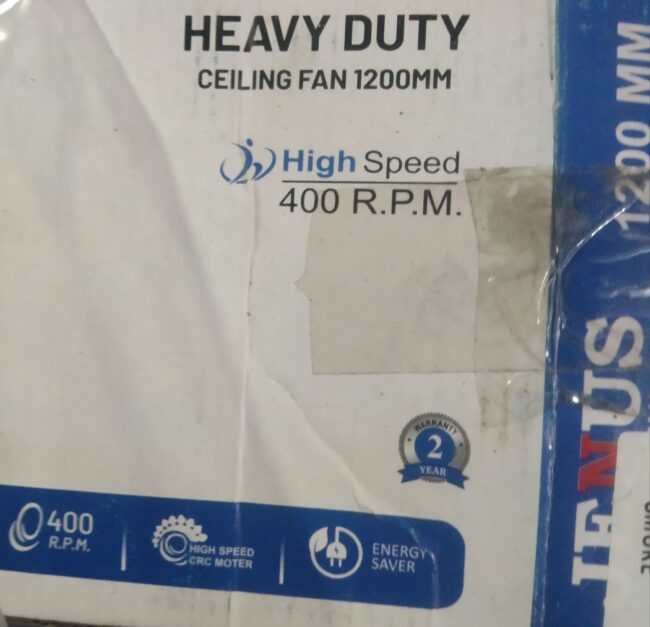 HEAVY DUTY
CEILING FAN 1200MM
High Speed
400 R.P.M.
WARRANTY
2
YEAR
400
R.P.M.
HIGH SPEED
CRC MOTER
ENERGY
SAVER
JENUS 1200 MM